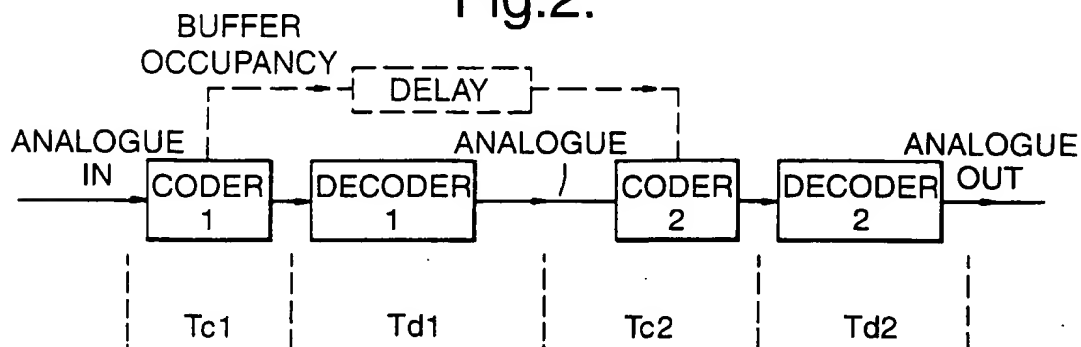 Fig.2.
BUFFER
OCCUPANCY
DELAY
ANALOGUE
IN
CODER
1
DECODER
1
ANALOGUE
CODER
2
DECODER
2
ANALOGUE
OUT
Tc1
Td1
Tc2
Td2